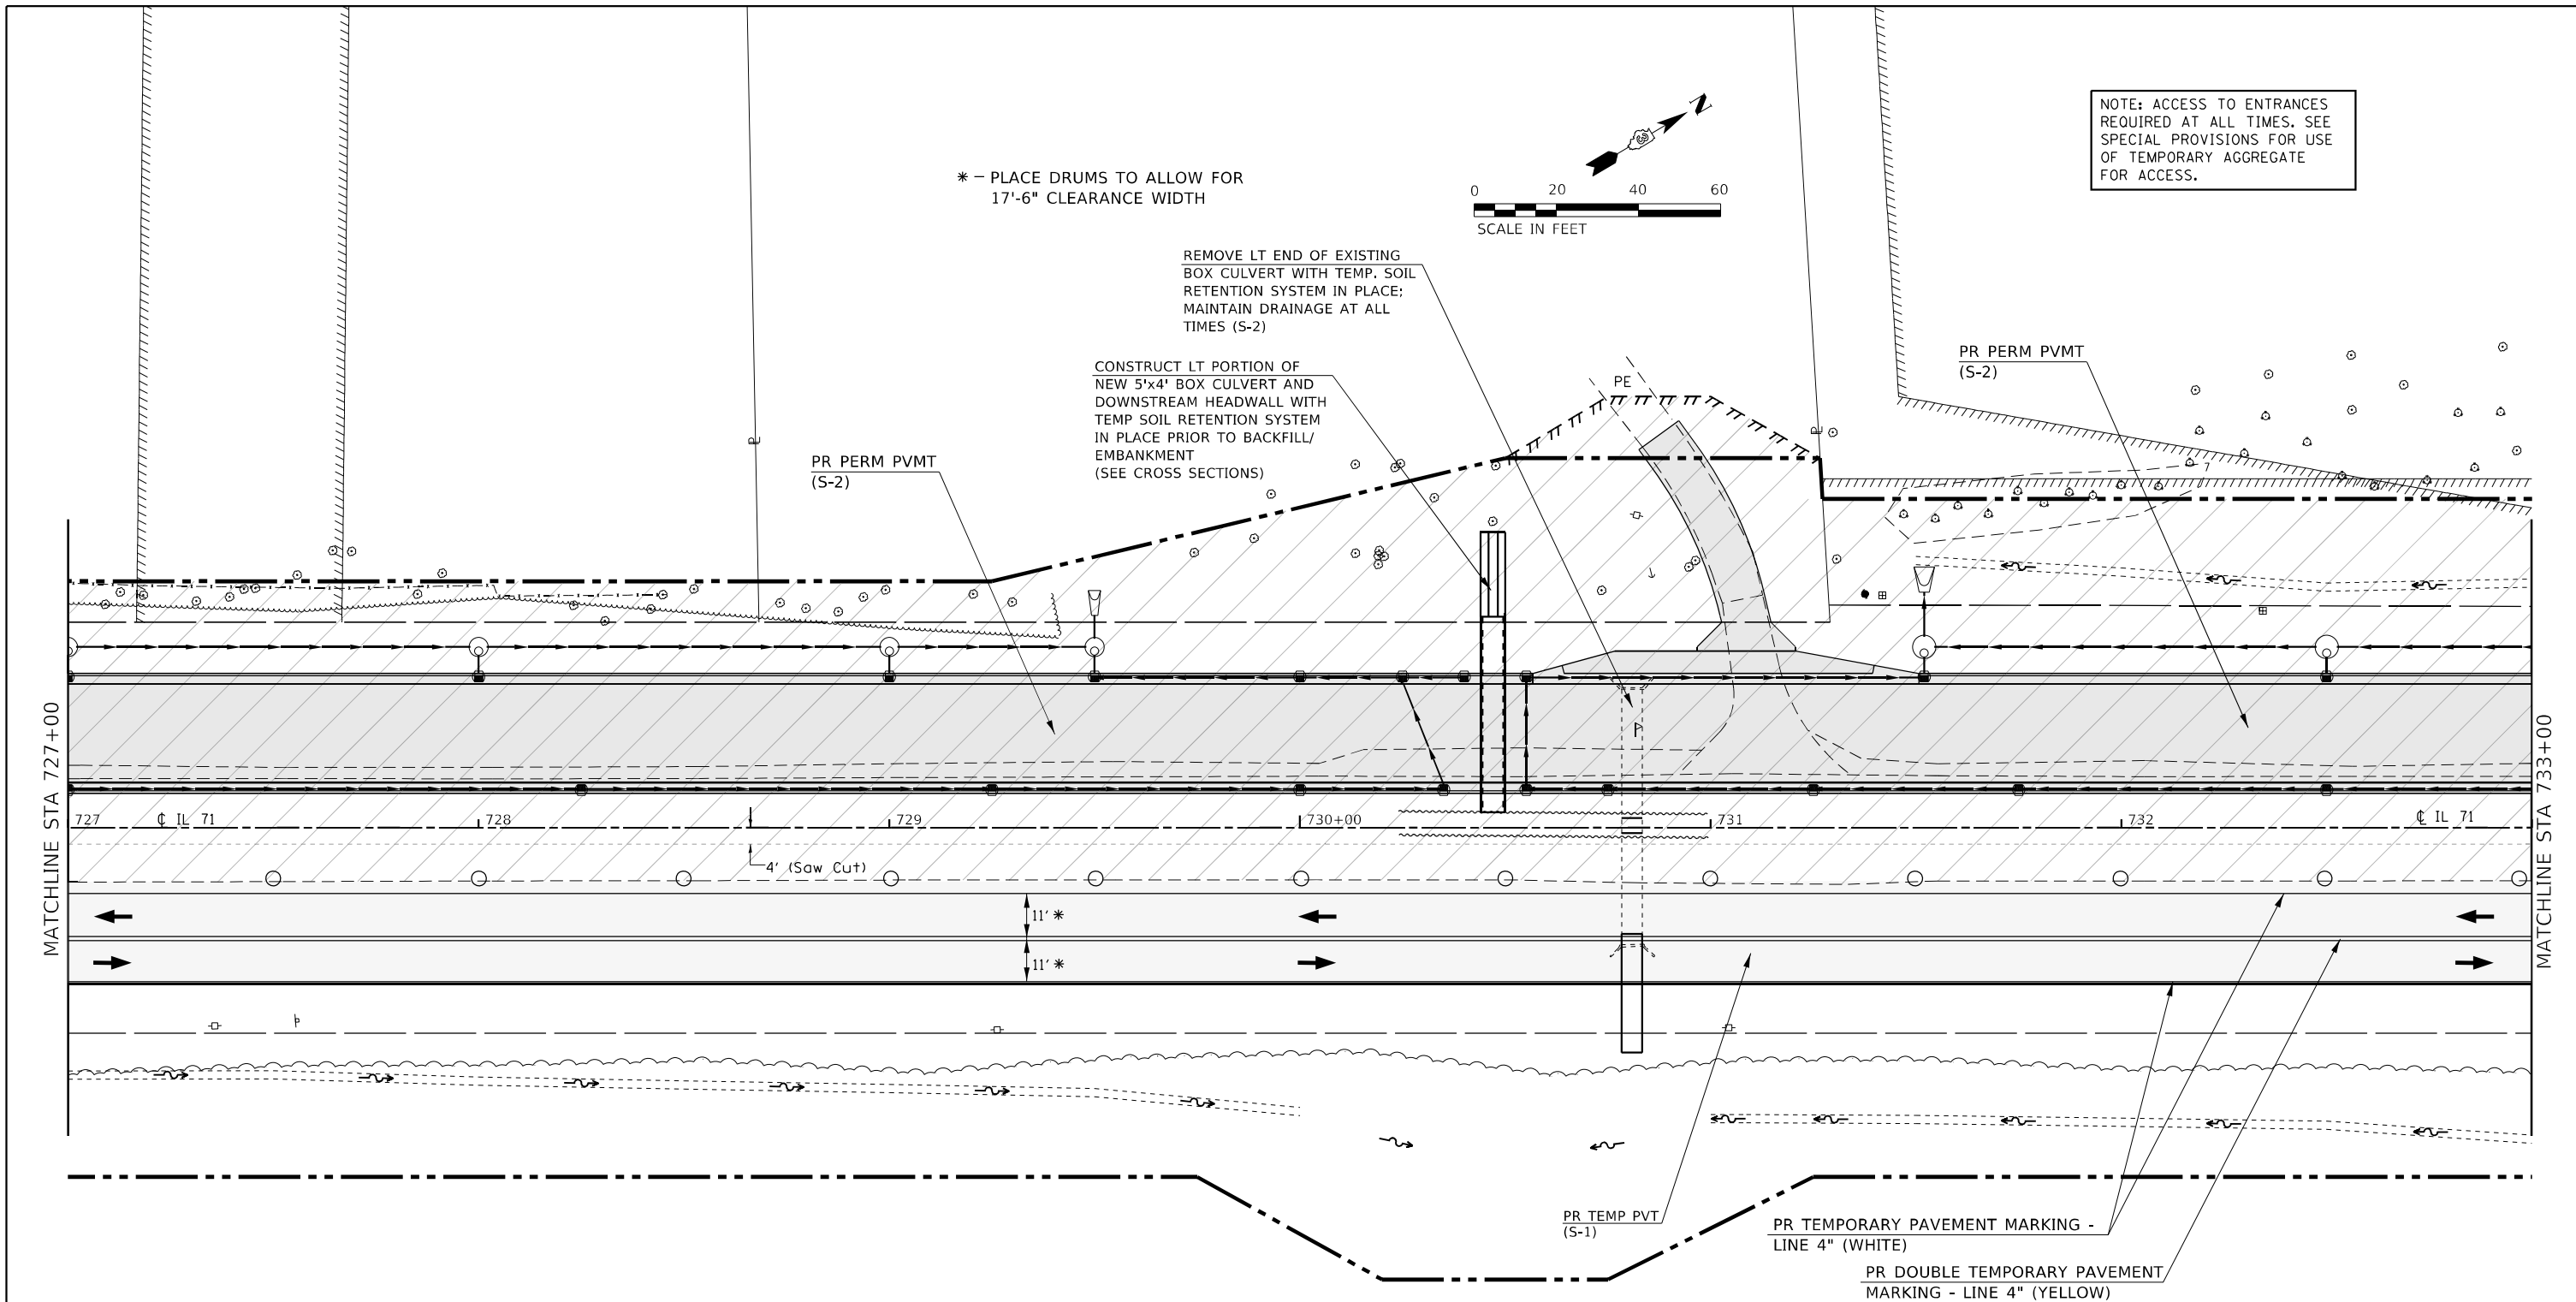 NOTE: ACCESS TO ENTRANCES
REQUIRED AT ALL TIMES. SEE
SPECIAL PROVISIONS FOR USE
OF TEMPORARY AGGREGATE
FOR ACCESS.
N
3
* - PLACE DRUMS TO ALLOW FOR
17'-6" CLEARANCE WIDTH
0 20 40 60
SCALE IN FEET
REMOVE LT END OF EXISTING
BOX CULVERT WITH TEMP. SOIL
RETENTION SYSTEM IN PLACE;
MAINTAIN DRAINAGE AT ALL
TIMES (S-2)
CONSTRUCT LT PORTION OF
NEW 5'x4' BOX CULVERT AND
DOWNSTREAM HEADWALL WITH
TEMP SOIL RETENTION SYSTEM
IN PLACE PRIOR TO BACKFILL/
EMBANKMENT
(SEE CROSS SECTIONS)
PR PERM PVMT
(S-2)
PE
PR PERM PVMT
(S-2)
MATCHLINE STA 727+00
MATCHLINE STA 733+00
727 ℄ IL 71 728 729 730+00 731 732 ℄ IL 71
4' (Saw Cut)
11' *
11' *
PR TEMP PVT
(S-1)
PR TEMPORARY PAVEMENT MARKING -
LINE 4" (WHITE)
PR DOUBLE TEMPORARY PAVEMENT
MARKING - LINE 4" (YELLOW)